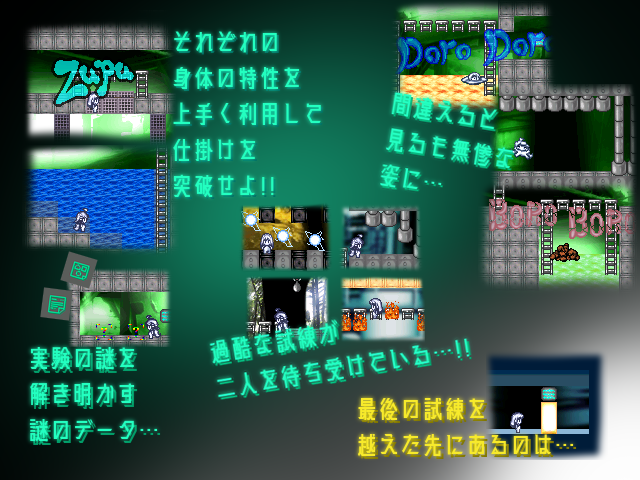 Zupu
それぞれの
身体の特性を
上手く利用して
仕掛けを
突破せよ!!
Doro Doro
間違えると
見るも無惨な
姿に…
Boro Boro
実験の謎を
解き明かす
謎のデータ…
過酷な試練が
二人を待ち受けている…!!
最後の試練を
越えた先にあるのは…